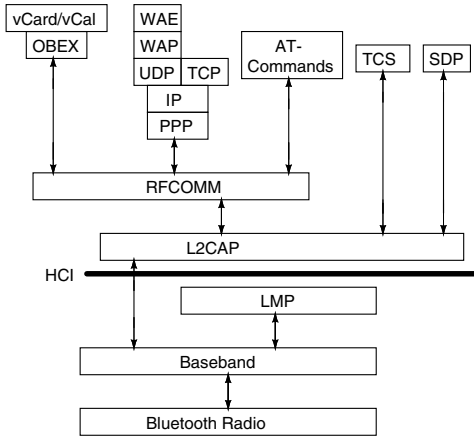 vCard/vCal
OBEX
WAE
WAP
UDP TCP
IP
PPP
AT-
Commands
TCS
SDP
RFCOMM
L2CAP
HCI
LMP
Baseband
Bluetooth Radio